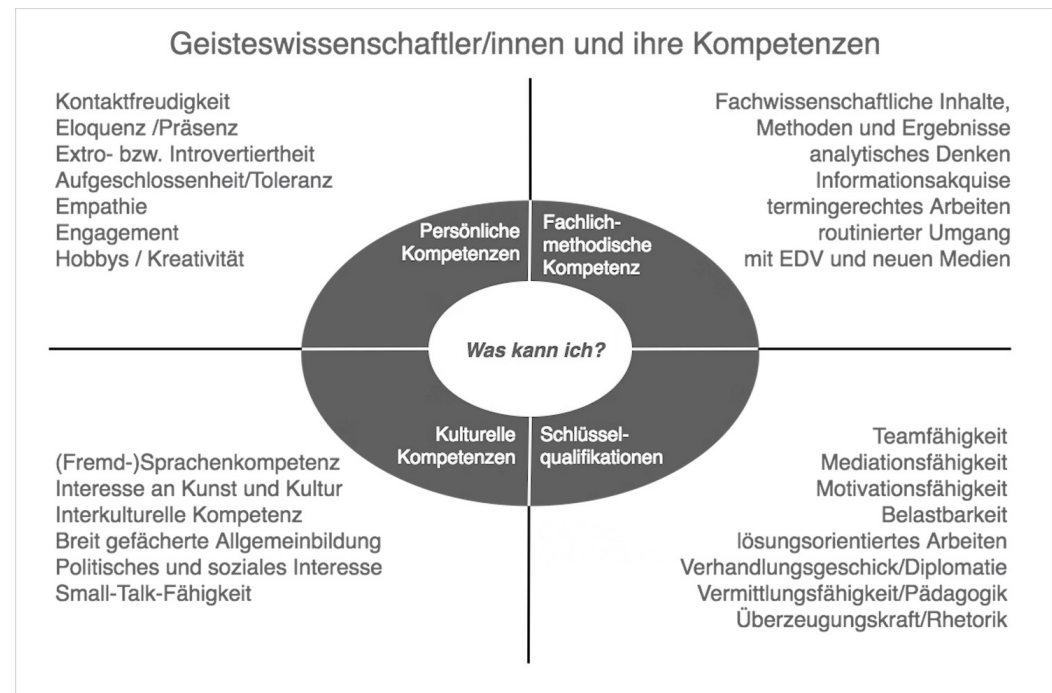 Geisteswissenschaftler/innen und ihre Kompetenzen
Kontaktfreudigkeit
Eloquenz /Präsenz
Extro- bzw. Introvertiertheit
Aufgeschlossenheit/Toleranz
Empathie
Engagement
Hobbys / Kreativität
Fachwissenschaftliche Inhalte,
Methoden und Ergebnisse
analytisches Denken
Informationsakquise
termingerechtes Arbeiten
routinierter Umgang
mit EDV und neuen Medien
Persönliche
Kompetenzen
Fachlich-
methodische
Kompetenz
Was kann ich?
Kulturelle
Kompetenzen
Schlüssel-
qualifikationen
(Fremd-)Sprachenkompetenz
Interesse an Kunst und Kultur
Interkulturelle Kompetenz
Breit gefächerte Allgemeinbildung
Politisches und soziales Interesse
Small-Talk-Fähigkeit
Teamfähigkeit
Mediationsfähigkeit
Motivationsfähigkeit
Belastbarkeit
lösungsorientiertes Arbeiten
Verhandlungsgeschick/Diplomatie
Vermittlungsfähigkeit/Pädagogik
Überzeugungskraft/Rhetorik